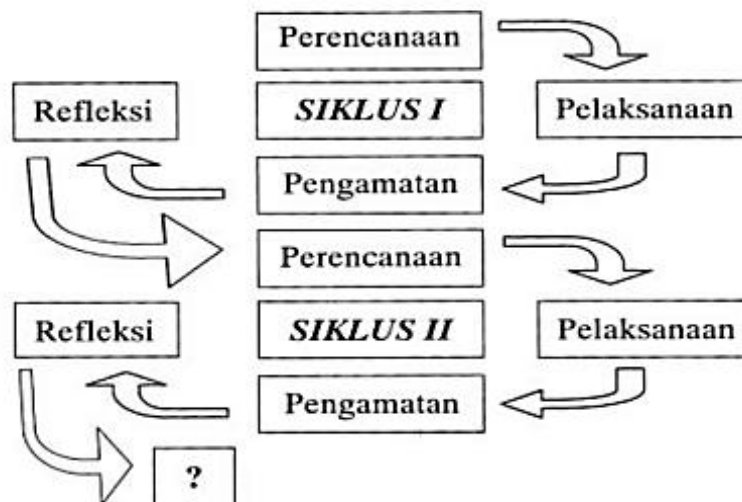 Perencanaan
Refleksi
SIKLUS I
Pelaksanaan
Pengamatan
Perencanaan
Refleksi
SIKLUS II
Pelaksanaan
Pengamatan
?